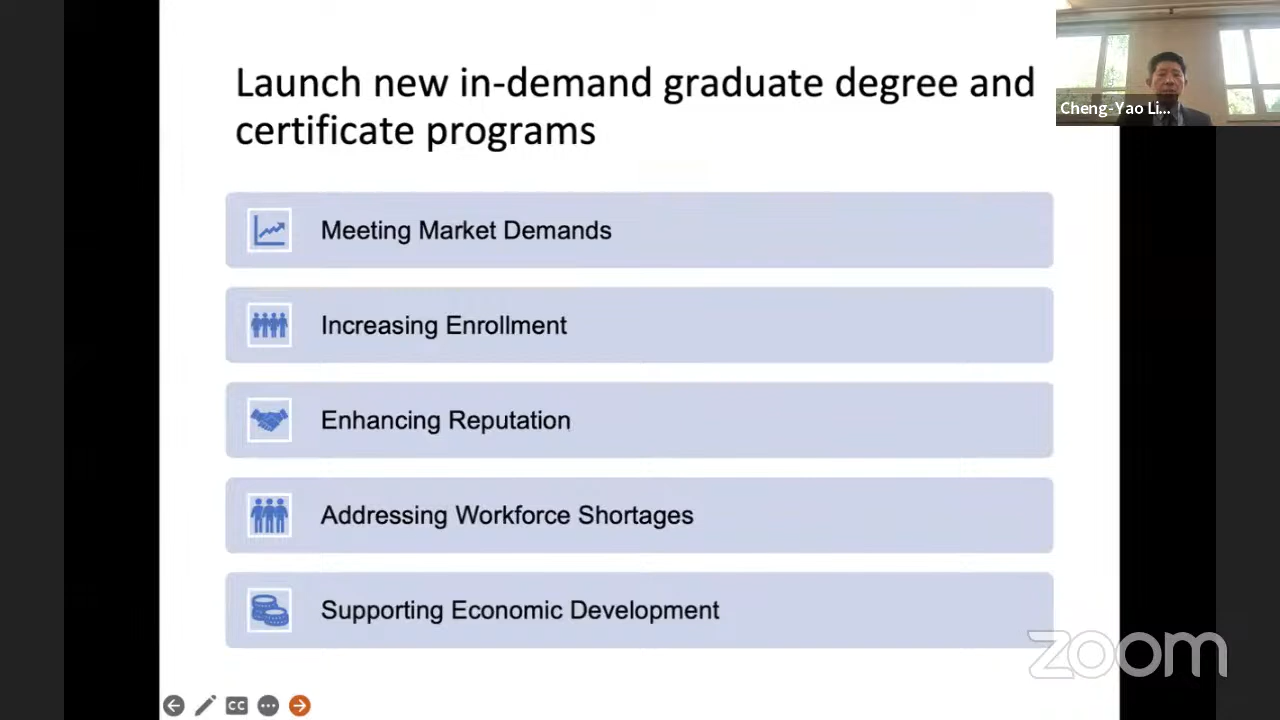 Launch new in-demand graduate degree and
certificate programs
Cheng-Yao Li...
Meeting Market Demands
Increasing Enrollment
Enhancing Reputation
Addressing Workforce Shortages
Supporting Economic Development
zoom
CC